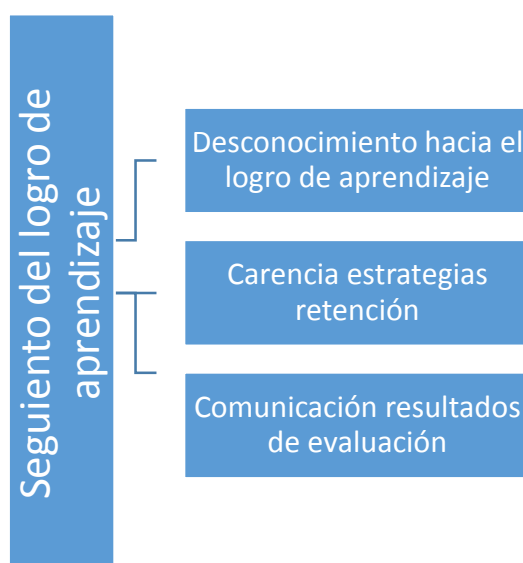 Seguiento del logro de
aprendizaje
Desconocimiento hacia el
logro de aprendizaje
Carencia estrategias
retención
Comunicación resultados
de evaluación